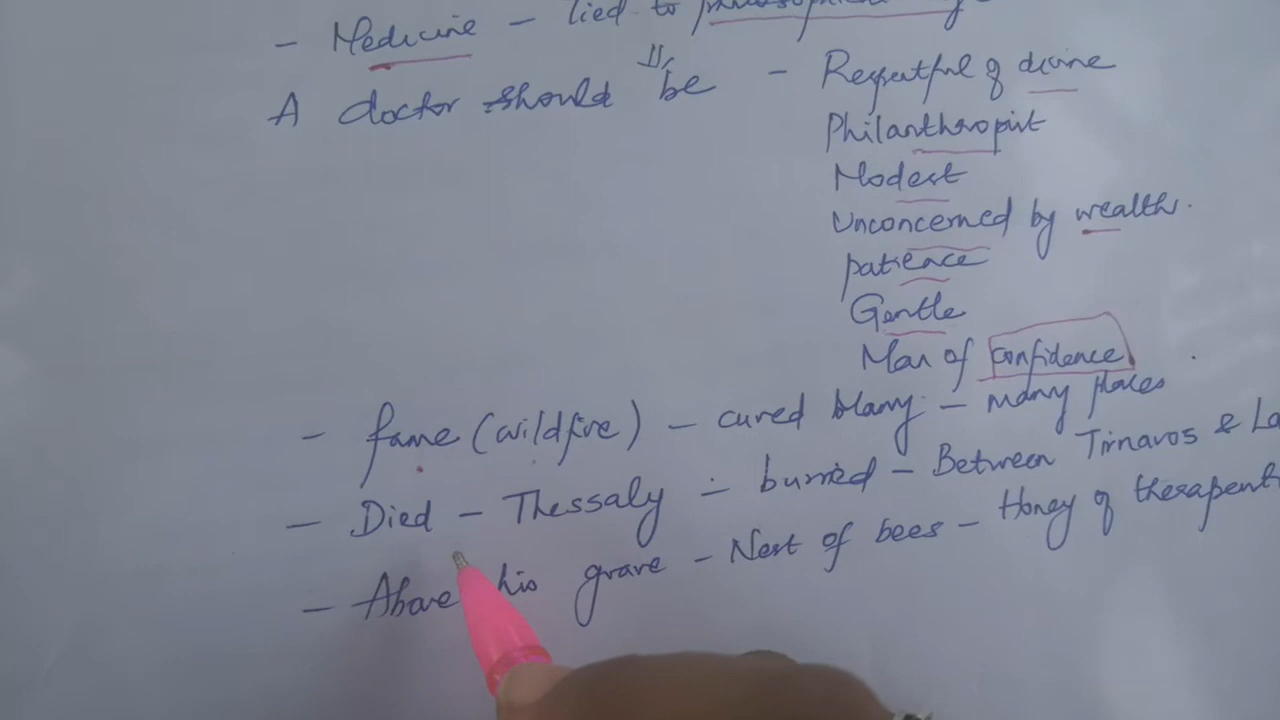 - Medicine - tied to
A doctor should be - Respectful of divine
Philanthropist
Modest
Unconcerned by wealth.
patience
Gentle
Man of confidence
- fame (wildfire) - cured Many - many places
- Died - Thessaly - burried - Between Tirnavos & La
- Above his grave - Nest of bees - Honey of therapeut